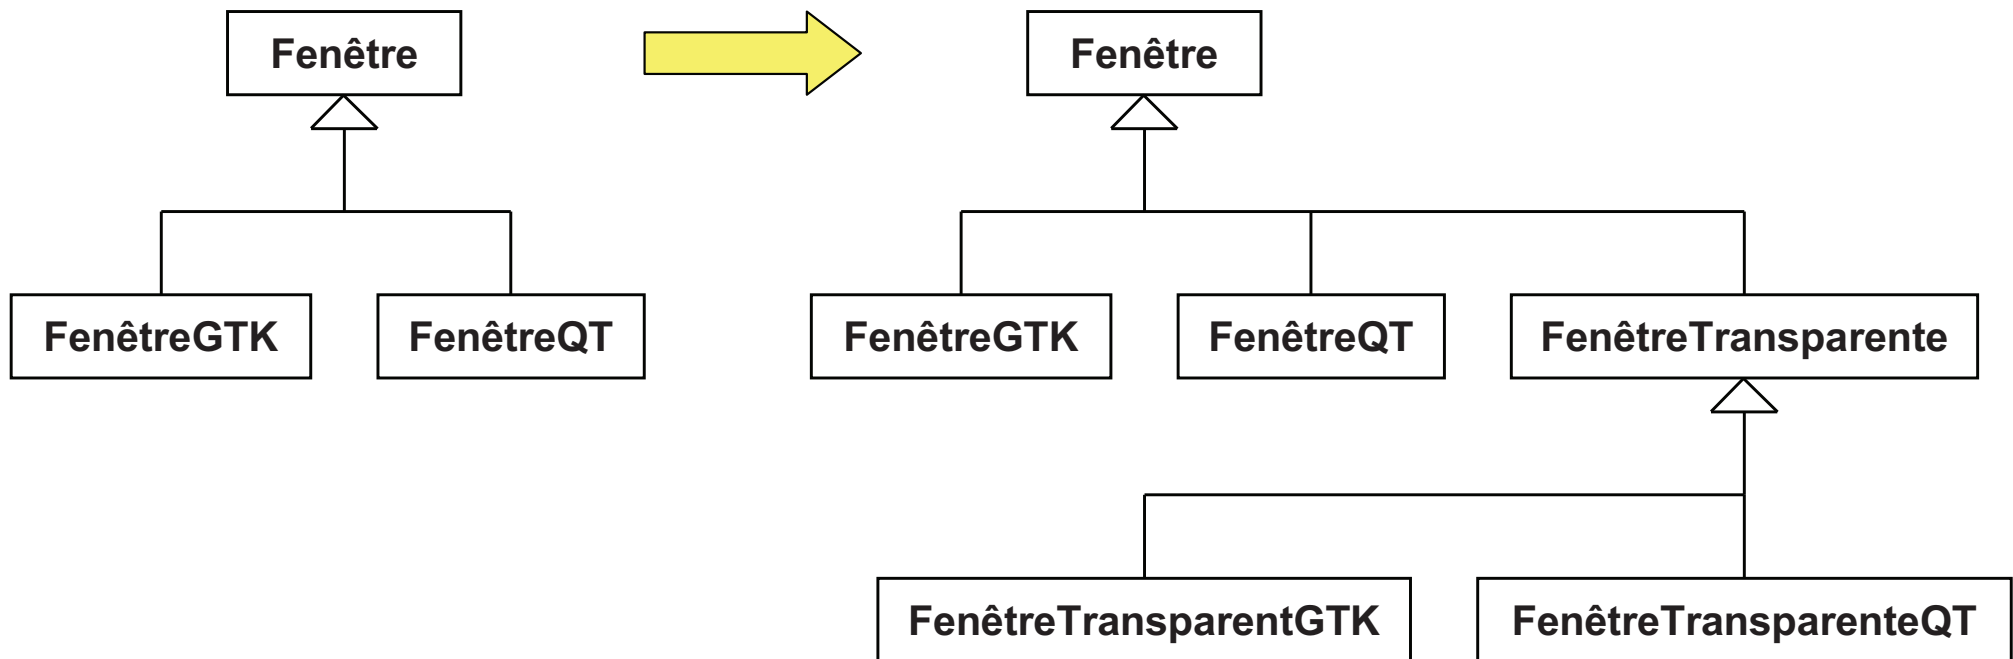 Fenêtre
Fenêtre
FenêtreGTK
FenêtreQT
FenêtreGTK
FenêtreQT
FenêtreTransparente
FenêtreTransparentGTK
FenêtreTransparenteQT